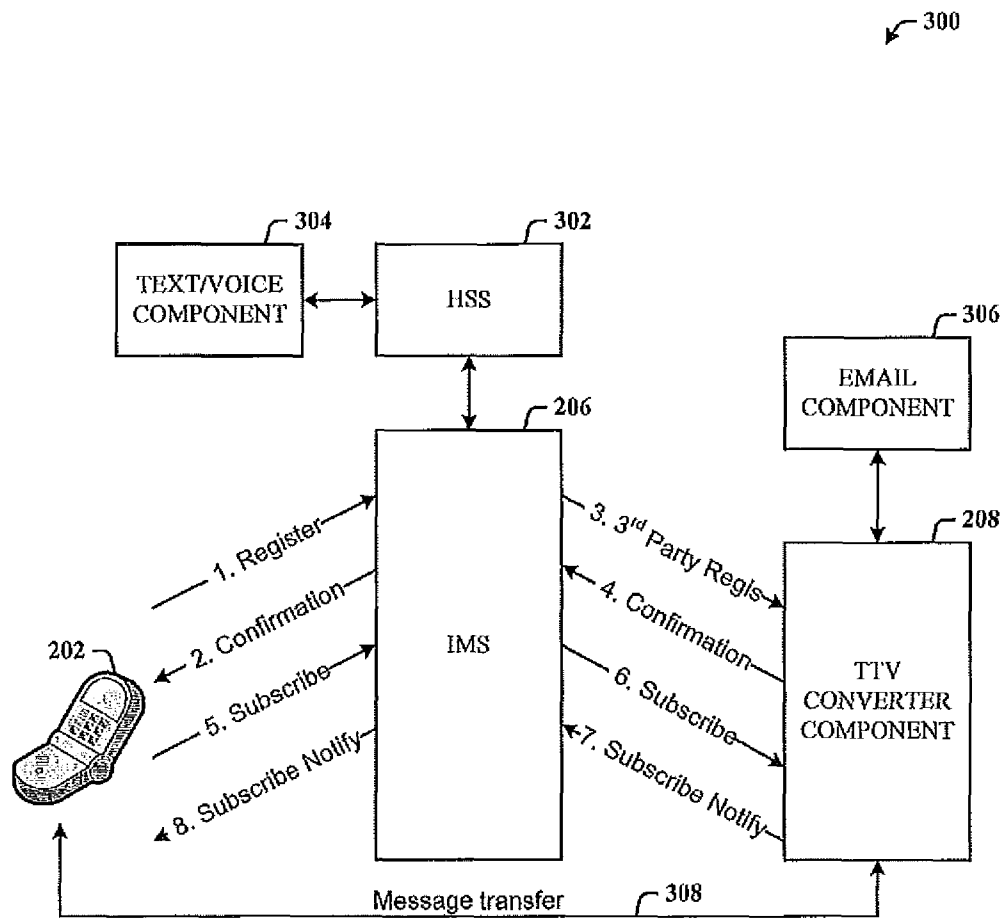 300
304
302
TEXT/VOICE
COMPONENT
HSS
306
EMAIL
COMPONENT
206
208
1. Register
3. 3rd Party Regis
2. Confirmation
4. Confirmation
IMS
202
5. Subscribe
6. Subscribe
TTV
CONVERTER
COMPONENT
8. Subscribe Notify
7. Subscribe Notify
Message transfer
308